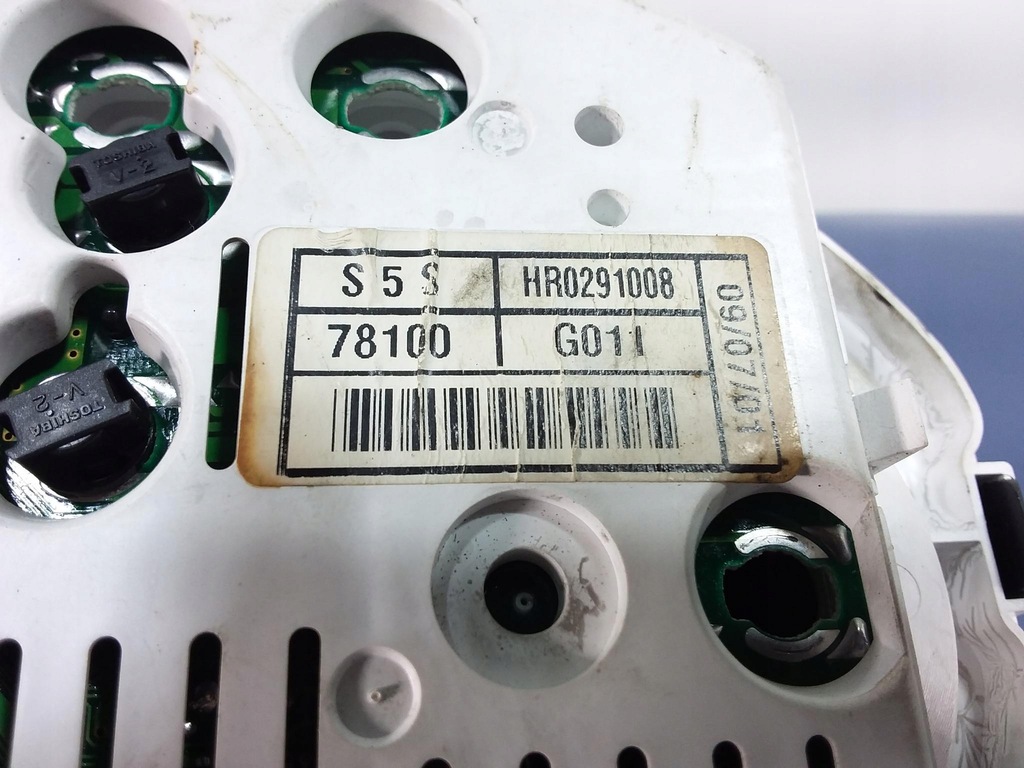 TOSHIBA
V-2
S 5 S
HR0291008
78100
G011
09/07/01
V-2
TOSHIBA